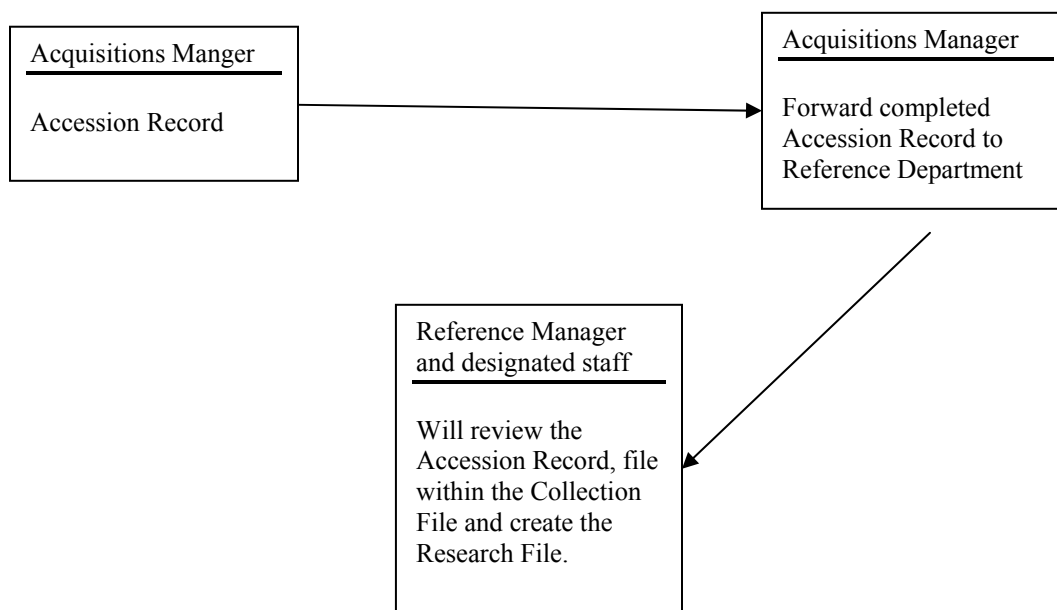 Acquisitions Manger
Accession Record
Acquisitions Manager
Forward completed
Accession Record to
Reference Department
Reference Manager
and designated staff
Will review the
Accession Record, file
within the Collection
File and create the
Research File.